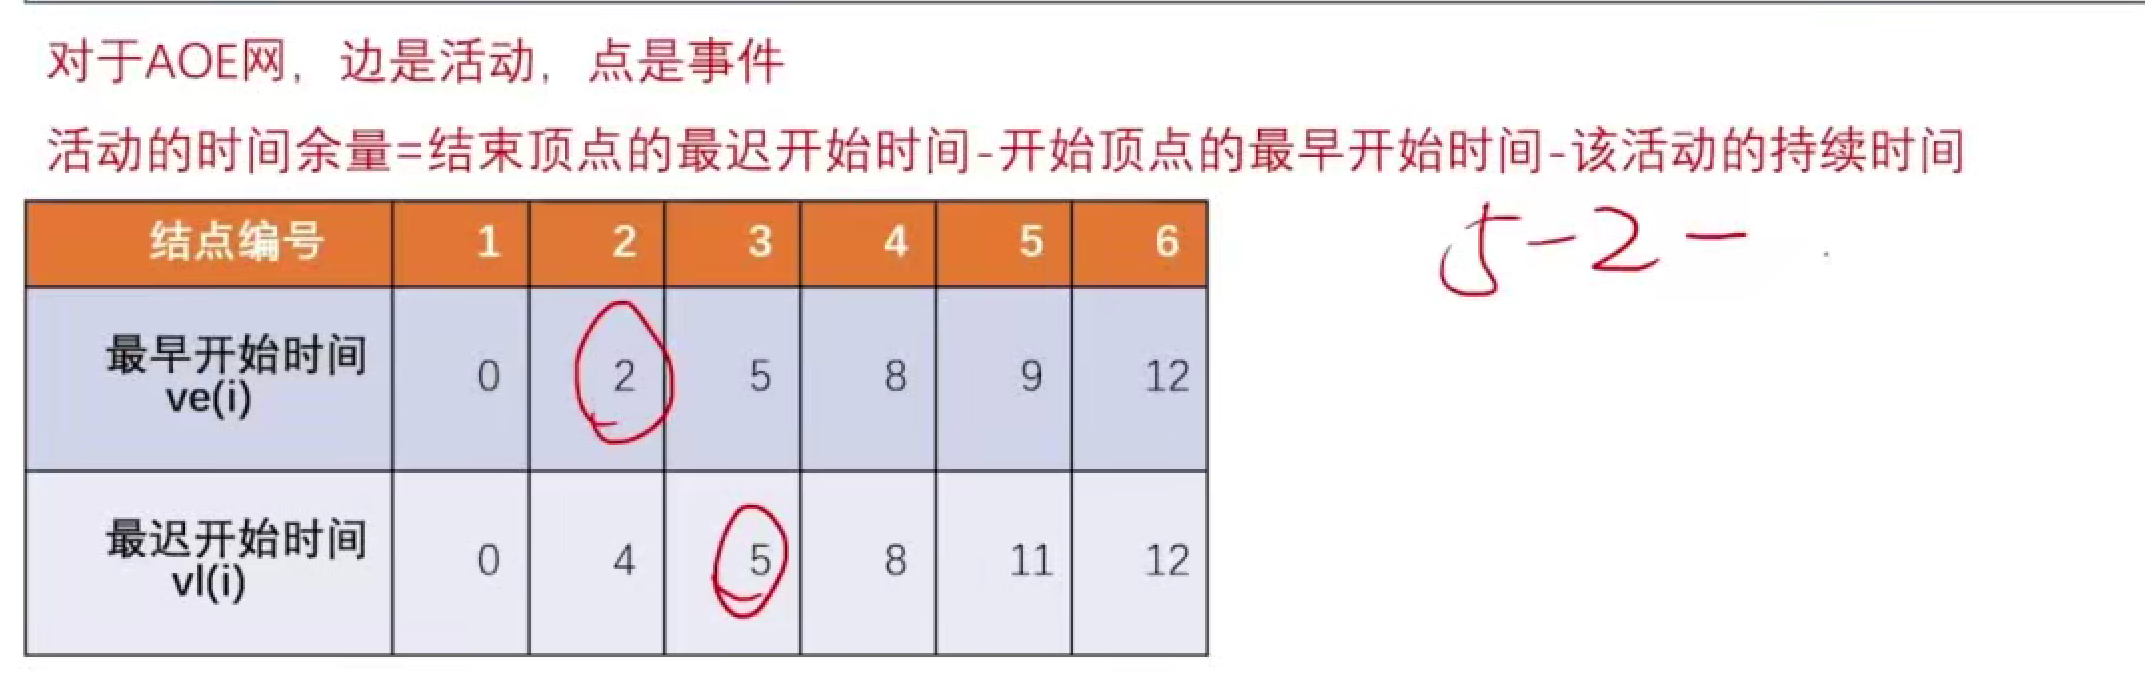 对于AOE网，边是活动，点是事件
活动的时间余量=结束顶点的最迟开始时间-开始顶点的最早开始时间-该活动的持续时间
5-2-
结点编号 1 2 3 4 5 6
最早开始时间
ve(i) 0 2 5 8 9 12
最迟开始时间
vl(i) 0 4 5 8 11 12